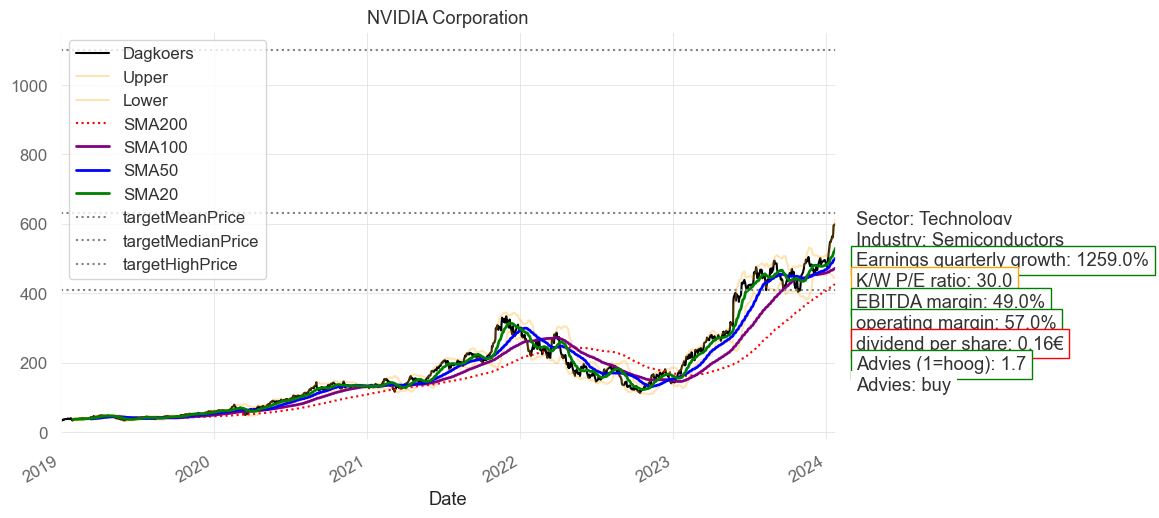 NVIDIA Corporation
Dagkoers
Upper
Lower
SMA200
SMA100
SMA50
SMA20
targetMeanPrice
targetMedianPrice
targetHighPrice
1000
800
600
400
200
0
2019
2020
2021
2022
2023
2024
Date
Sector: Technology
Industry: Semiconductors
Earnings quarterly growth: 1259.0%
K/W P/E ratio: 30.0
EBITDA margin: 49.0%
operating margin: 57.0%
dividend per share: 0.16€
Advies (1=hoog): 1.7
Advies: buy